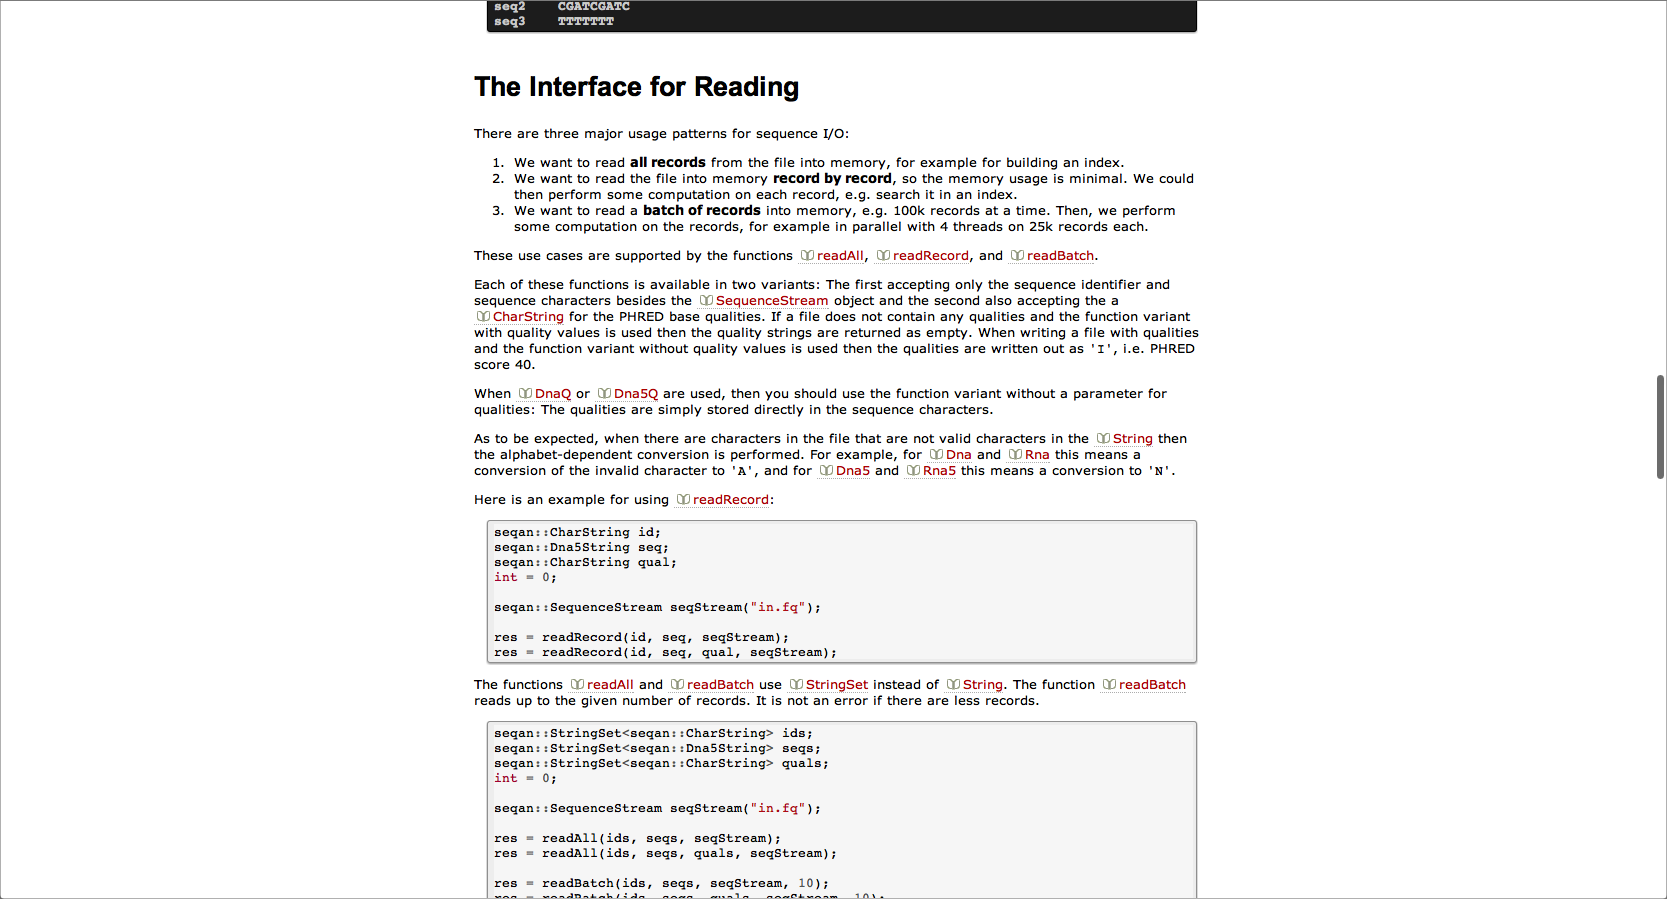 seq2    CGATCGATC
seq3    TTTTTTT
The Interface for Reading
There are three major usage patterns for sequence I/O:
1. We want to read all records from the file into memory, for example for building an index.
2. We want to read the file into memory record by record, so the memory usage is minimal. We could
then perform some computation on each record, e.g. search it in an index.
3. We want to read a batch of records into memory, e.g. 100k records at a time. Then, we perform
some computation on the records, for example in parallel with 4 threads on 25k records each.
These use cases are supported by the functions readAll, readRecord, and readBatch.
Each of these functions is available in two variants: The first accepting only the sequence identifier and
sequence characters besides the SequenceStream object and the second also accepting the a
CharString for the PHRED base qualities. If a file does not contain any qualities and the function variant
with quality values is used then the quality strings are returned as empty. When writing a file with qualities
and the function variant without quality values is used then the qualities are written out as 'I', i.e. PHRED
score 40.
When DnaQ or Dna5Q are used, then you should use the function variant without a parameter for
qualities: The qualities are simply stored directly in the sequence characters.
As to be expected, when there are characters in the file that are not valid characters in the String then
the alphabet-dependent conversion is performed. For example, for Dna and Rna this means a
conversion of the invalid character to 'A', and for Dna5 and Rna5 this means a conversion to 'N'.
Here is an example for using readRecord:
seqan::CharString id;
seqan::Dna5String seq;
seqan::CharString qual;
int = 0;
seqan::SequenceStream seqStream("in.fq");
res = readRecord(id, seq, seqStream);
res = readRecord(id, seq, qual, seqStream);
The functions readAll and readBatch use StringSet instead of String. The function readBatch
reads up to the given number of records. It is not an error if there are less records.
seqan::StringSet<seqan::CharString> ids;
seqan::StringSet<seqan::Dna5String> seqs;
seqan::StringSet<seqan::CharString> quals;
int = 0;
seqan::SequenceStream seqStream("in.fq");
res = readAll(ids, seqs, seqStream);
res = readAll(ids, seqs, quals, seqStream);
res = readBatch(ids, seqs, seqStream, 10);
res = readBatch(ids, seqs, quals, seqStream, 10);